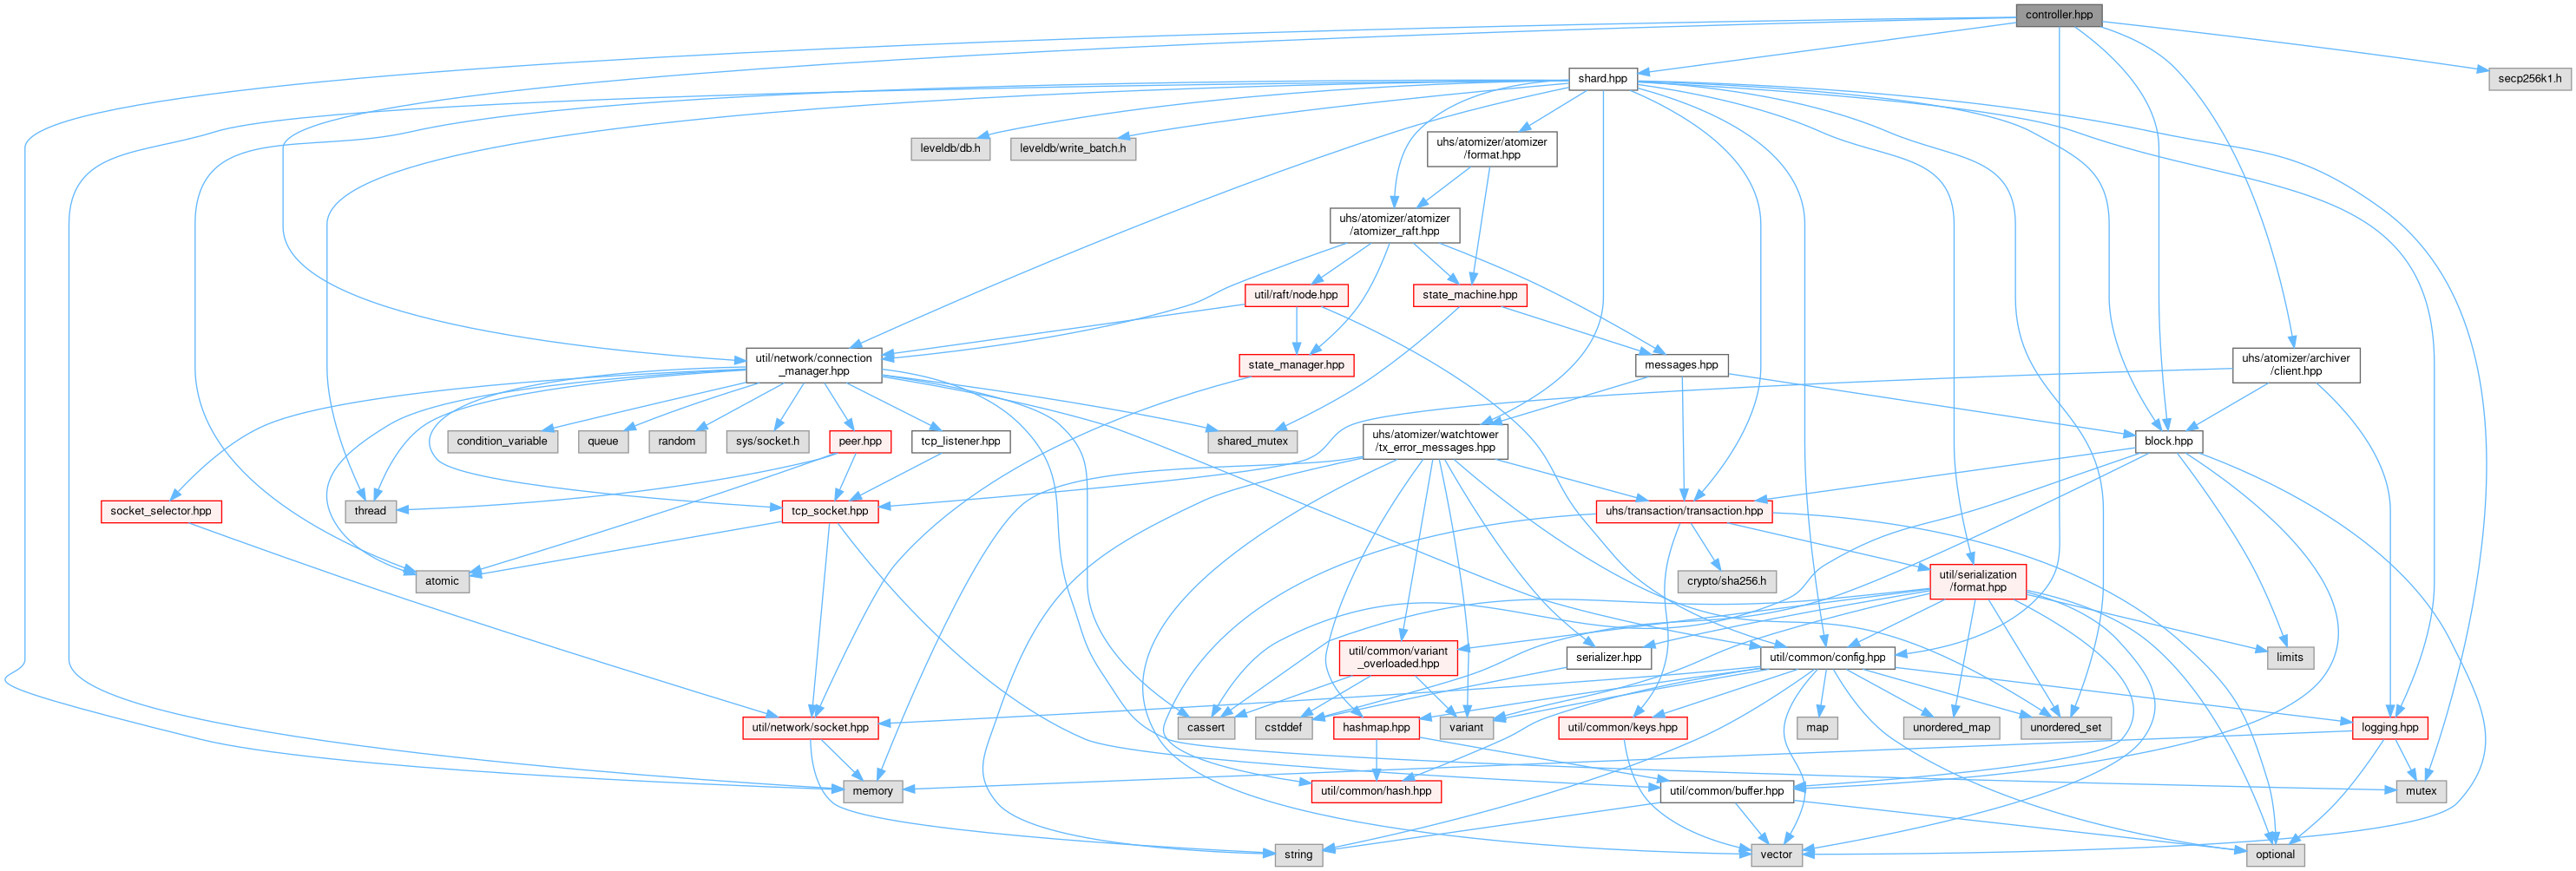 controller.hpp
shard.hpp
secp256k1.h
leveldb/db.h
leveldb/write_batch.h
uhs/atomizer/atomizer
/format.hpp
uhs/atomizer/atomizer
/atomizer_raft.hpp
util/raft/node.hpp
state_machine.hpp
util/network/connection
_manager.hpp
state_manager.hpp
messages.hpp
uhs/atomizer/archiver
/client.hpp
condition_variable
queue
random
sys/socket.h
peer.hpp
tcp_listener.hpp
shared_mutex
uhs/atomizer/watchtower
/tx_error_messages.hpp
block.hpp
socket_selector.hpp
thread
tcp_socket.hpp
uhs/transaction/transaction.hpp
atomic
crypto/sha256.h
util/serialization
/format.hpp
util/common/variant
_overloaded.hpp
serializer.hpp
util/common/config.hpp
limits
util/network/socket.hpp
cassert
cstddef
hashmap.hpp
variant
util/common/keys.hpp
map
unordered_map
unordered_set
logging.hpp
memory
util/common/hash.hpp
util/common/buffer.hpp
mutex
string
vector
optional